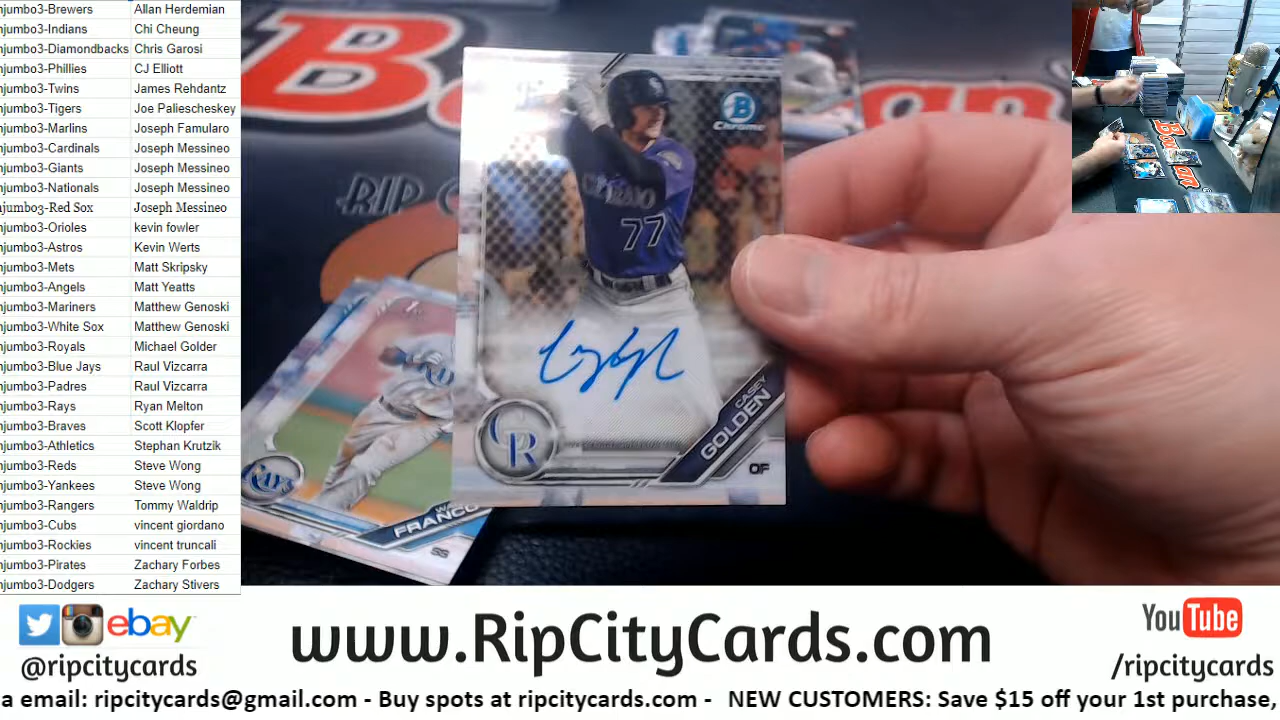 njumbo3-Brewers Allan Herdemian
njumbo3-Indians Chi Cheung
njumbo3-Diamondbacks Chris Garosi
njumbo3-Phillies CJ Elliott
njumbo3-Twins James Rehdantz
njumbo3-Tigers Joe Paliescheskey
njumbo3-Marlins Joseph Famularo
njumbo3-Cardinals Joseph Messineo
njumbo3-Giants Joseph Messineo
njumbo3-Nationals Joseph Messineo
njumbo3-Red Sox Joseph Messineo
njumbo3-Orioles kevin fowler
njumbo3-Astros Kevin Werts
njumbo3-Mets Matt Skripsky
njumbo3-Angels Matt Yeatts
njumbo3-Mariners Matthew Genoski
njumbo3-White Sox Matthew Genoski
njumbo3-Royals Michael Golder
njumbo3-Blue Jays Raul Vizcarra
njumbo3-Padres Raul Vizcarra
njumbo3-Rays Ryan Melton
njumbo3-Braves Scott Klopfer
njumbo3-Athletics Stephan Krutzik
njumbo3-Reds Steve Wong
njumbo3-Yankees Steve Wong
njumbo3-Rangers Tommy Waldrip
njumbo3-Cubs vincent giordano
njumbo3-Rockies vincent truncali
njumbo3-Pirates Zachary Forbes
njumbo3-Dodgers Zachary Stivers
RIP
B
Chrome
77
CR
CASEY
GOLDEN
OF
RAYS
FRANCO
SS
ebay
@ripcitycards
www.RipCityCards.com
YouTube
/ripcitycards
a email: ripcitycards@gmail.com - Buy spots at ripcitycards.com - NEW CUSTOMERS: Save $15 off your 1st purchase,